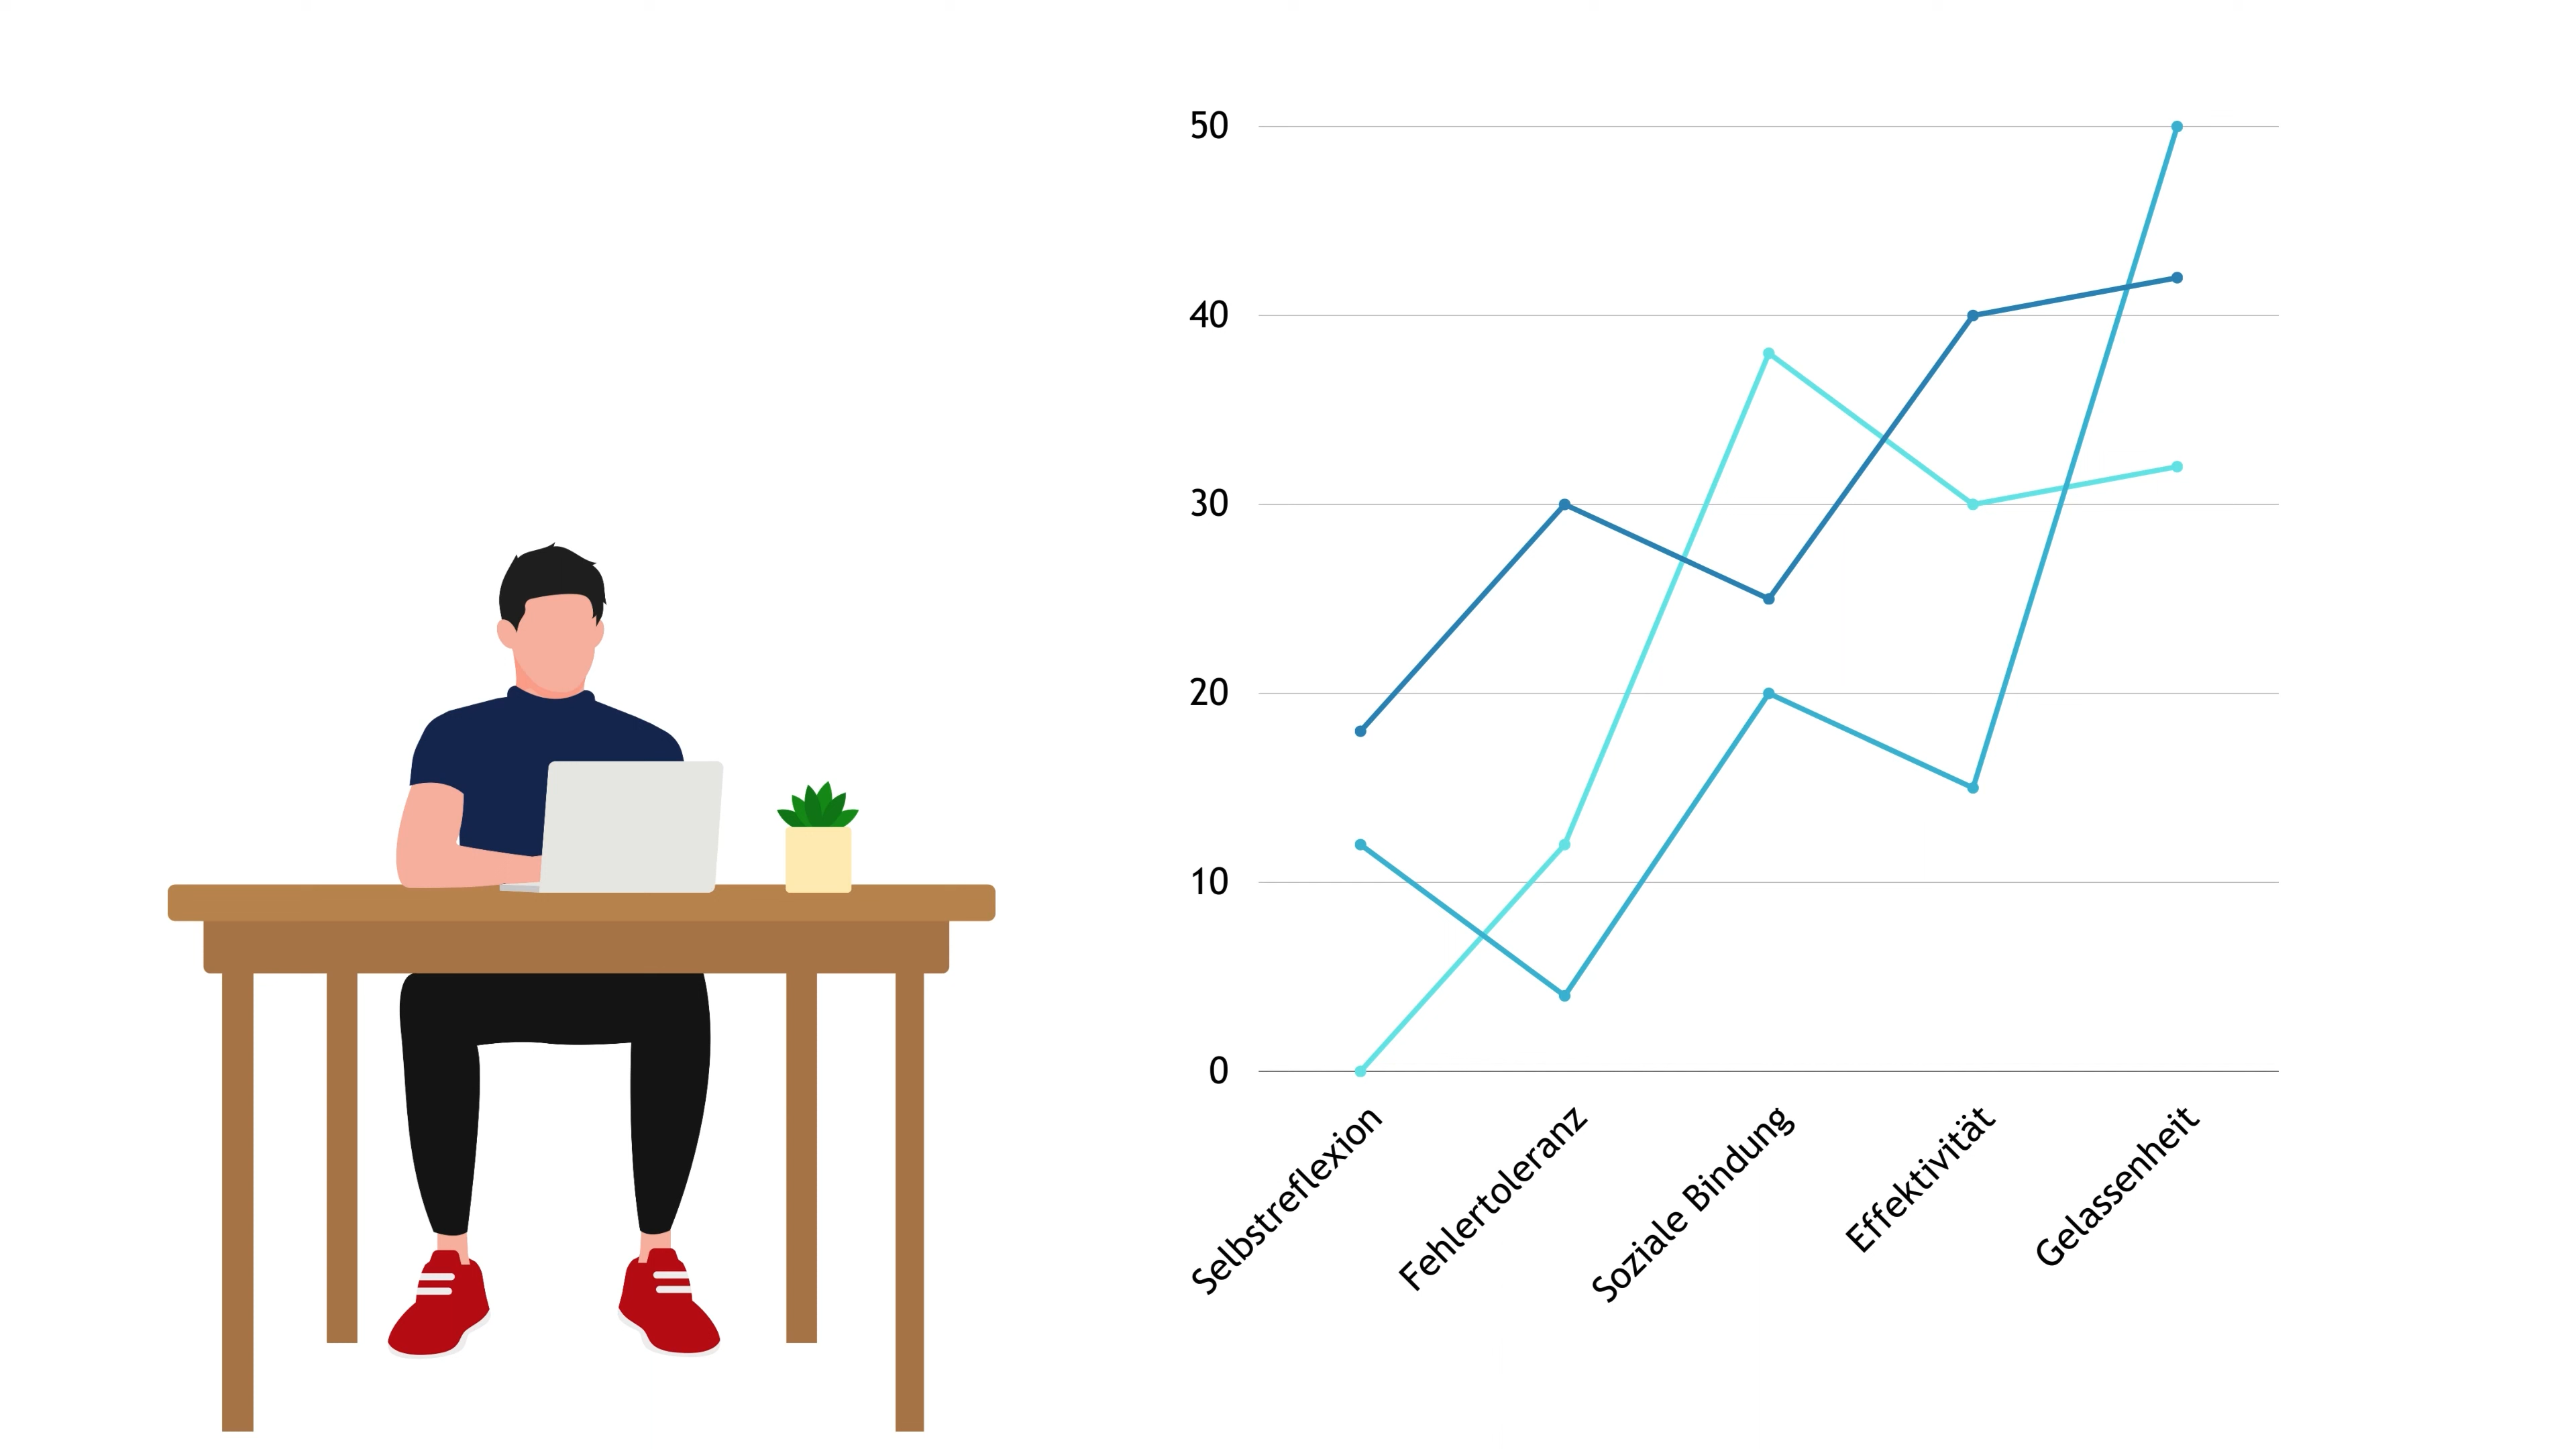 50
40
30
20
10
0
Selbstreflexion
Fehlertoleranz
Soziale Bindung
Effektivität
Gelassenheit